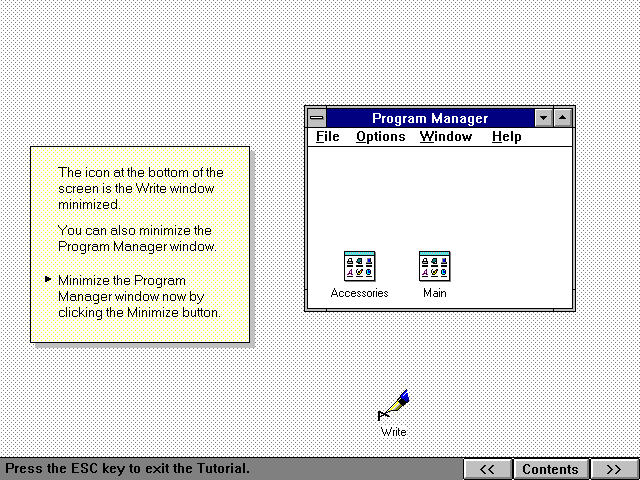 Program Manager
File Options Window Help
The icon at the bottom of the
screen is the Write window
minimized.
You can also minimize the
Program Manager window.
Minimize the Program
Manager window now by
clicking the Minimize button.
Accessories Main
Write
Press the ESC key to exit the Tutorial.
<< Contents >>